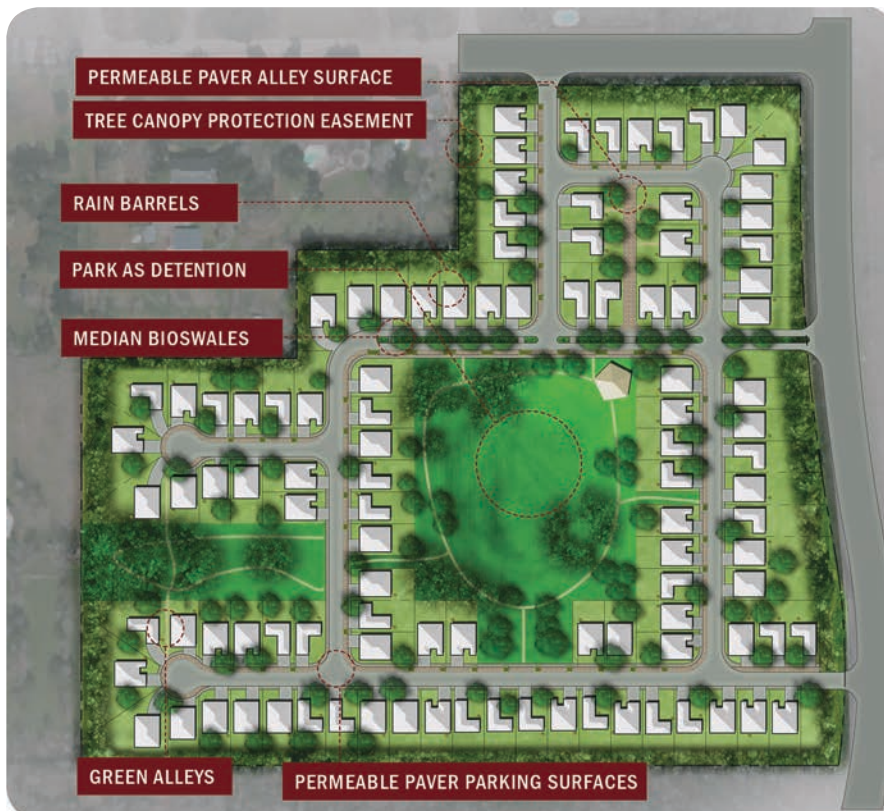 PERMEABLE PAVER ALLEY SURFACE
TREE CANOPY PROTECTION EASEMENT
RAIN BARRELS
PARK AS DETENTION
MEDIAN BIOSWALES
GREEN ALLEYS
PERMEABLE PAVER PARKING SURFACES